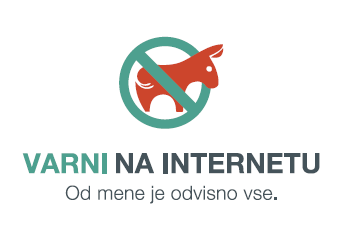 VARNI NA INTERNETU
Od mene je odvisno vse.